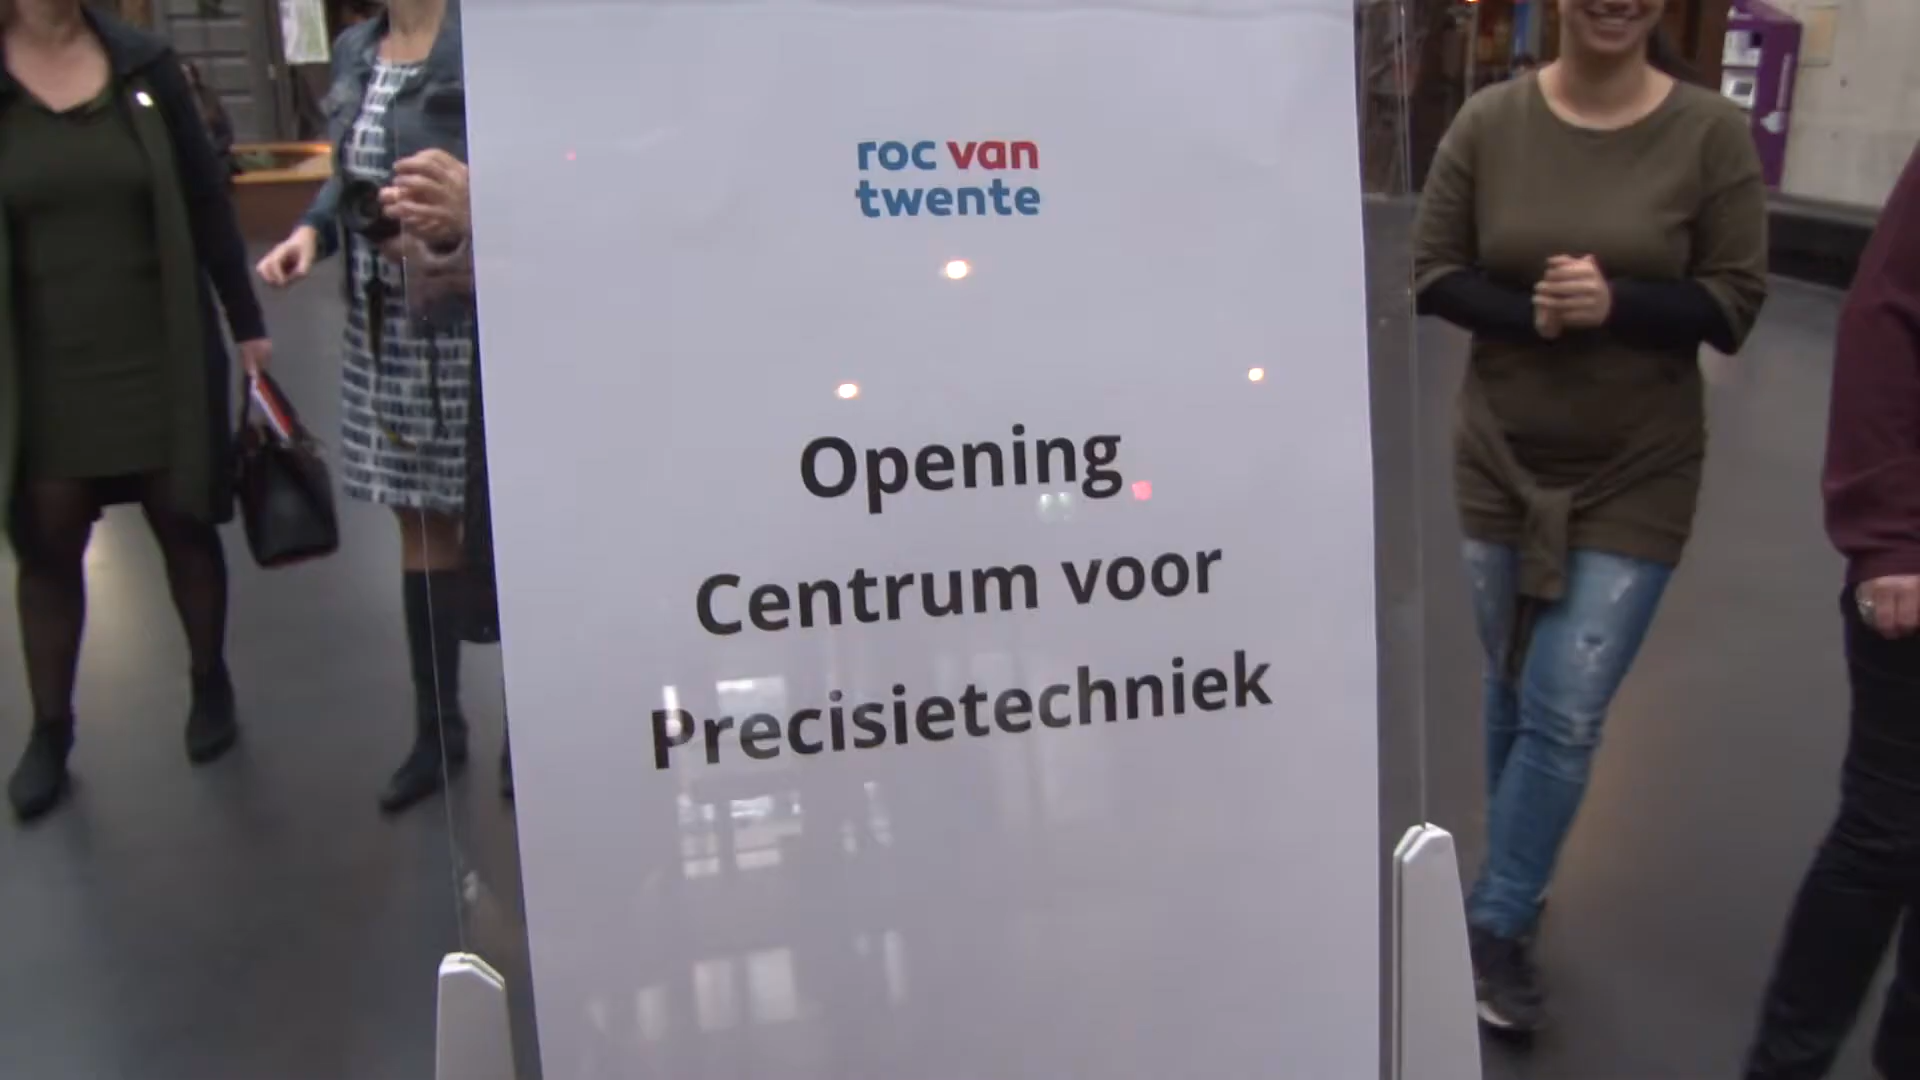 roc van
twente
Opening
Centrum voor
Precisietechniek